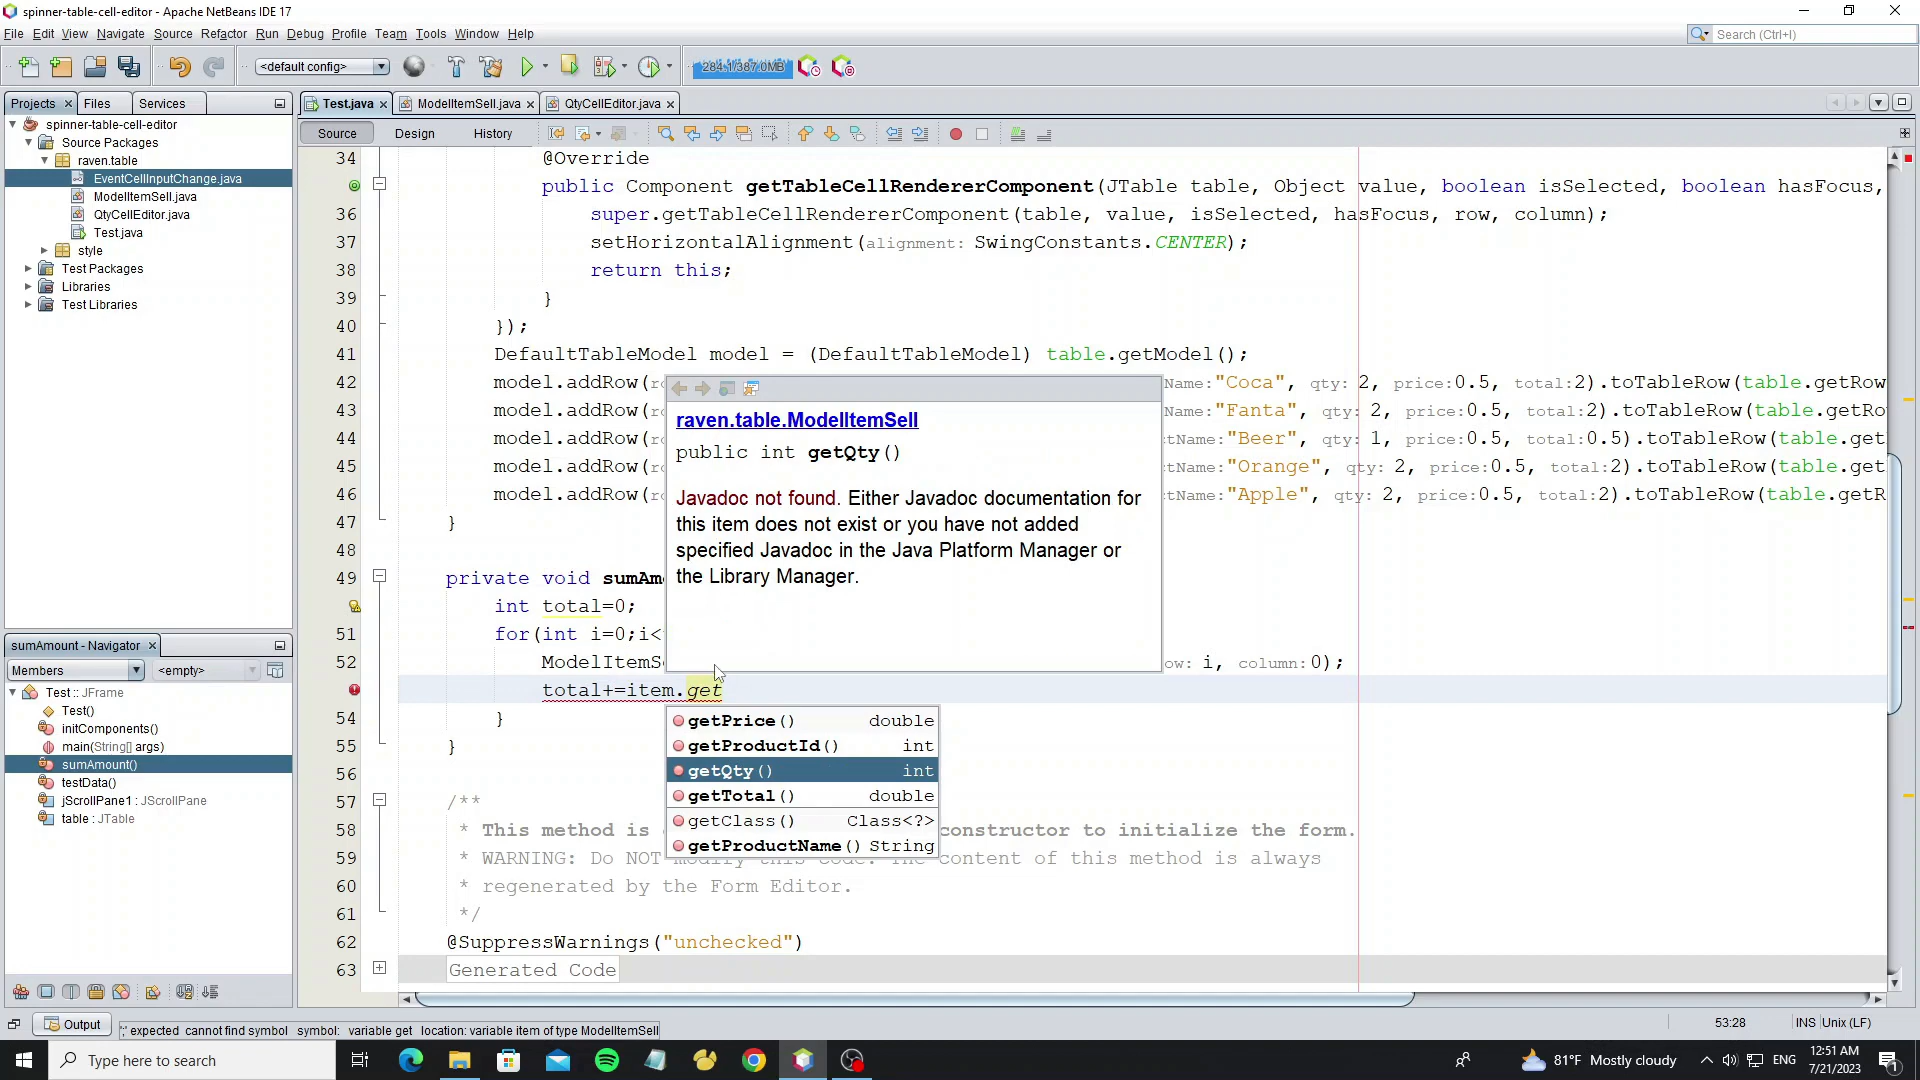 spinner-table-cell-editor - Apache NetBeans IDE 17
File Edit View Navigate Source Refactor Run Debug Profile Team Tools Window Help
Search (Ctrl+I)
<default config>
284.1/387.0MB
Projects Files Services
Test.java ModelItemSell.java QtyCellEditor.java
Source Design History
spinner-table-cell-editor
Source Packages
raven.table
EventCellInputChange.java
ModelItemSell.java
QtyCellEditor.java
Test.java
style
Test Packages
Libraries
Test Libraries
sumAmount - Navigator
Members <empty>
Test :: JFrame
Test()
initComponents()
main(String[] args)
sumAmount()
testData()
jScrollPane1 : JScrollPane
table : JTable
34 @Override
public Component getTableCellRendererComponent(JTable table, Object value, boolean isSelected, boolean hasFocus,
36 super.getTableCellRendererComponent(table, value, isSelected, hasFocus, row, column);
37 setHorizontalAlignment(alignment: SwingConstants.CENTER);
38 return this;
39 }
40 });
41 DefaultTableModel model = (DefaultTableModel) table.getModel();
42 model.addRow(ro Name:"Coca", qty: 2, price:0.5, total:2).toTableRow(table.getRow
43 model.addRow(ro Name:"Fanta", qty: 2, price:0.5, total:2).toTableRow(table.getRo
44 model.addRow(ro ctName:"Beer", qty: 1, price:0.5, total:0.5).toTableRow(table.get
45 model.addRow(ro ctName:"Orange", qty: 2, price:0.5, total:2).toTableRow(table.get
46 model.addRow(ro ctName:"Apple", qty: 2, price:0.5, total:2).toTableRow(table.getR
47 }
48
49 private void sumAm
int total=0;
51 for(int i=0;i<
52 ModelItemSe ow: i, column:0);
total+=item.get
54 }
55 }
56
57 /**
58 * This method is constructor to initialize the form.
59 * WARNING: Do NOT modify this code. The content of this method is always
60 * regenerated by the Form Editor.
61 */
62 @SuppressWarnings("unchecked")
63 Generated Code
raven.table.ModelItemSell
public int getQty()
Javadoc not found. Either Javadoc documentation for
this item does not exist or you have not added
specified Javadoc in the Java Platform Manager or
the Library Manager.
getPrice() double
getProductId() int
getQty() int
getTotal() double
getClass() Class<?>
getProductName() String
Output
';' expected cannot find symbol symbol: variable get location: variable item of type ModelItemSell
53:28 INS Unix (LF)
Type here to search
81°F Mostly cloudy
ENG
12:51 AM
7/21/2023
1